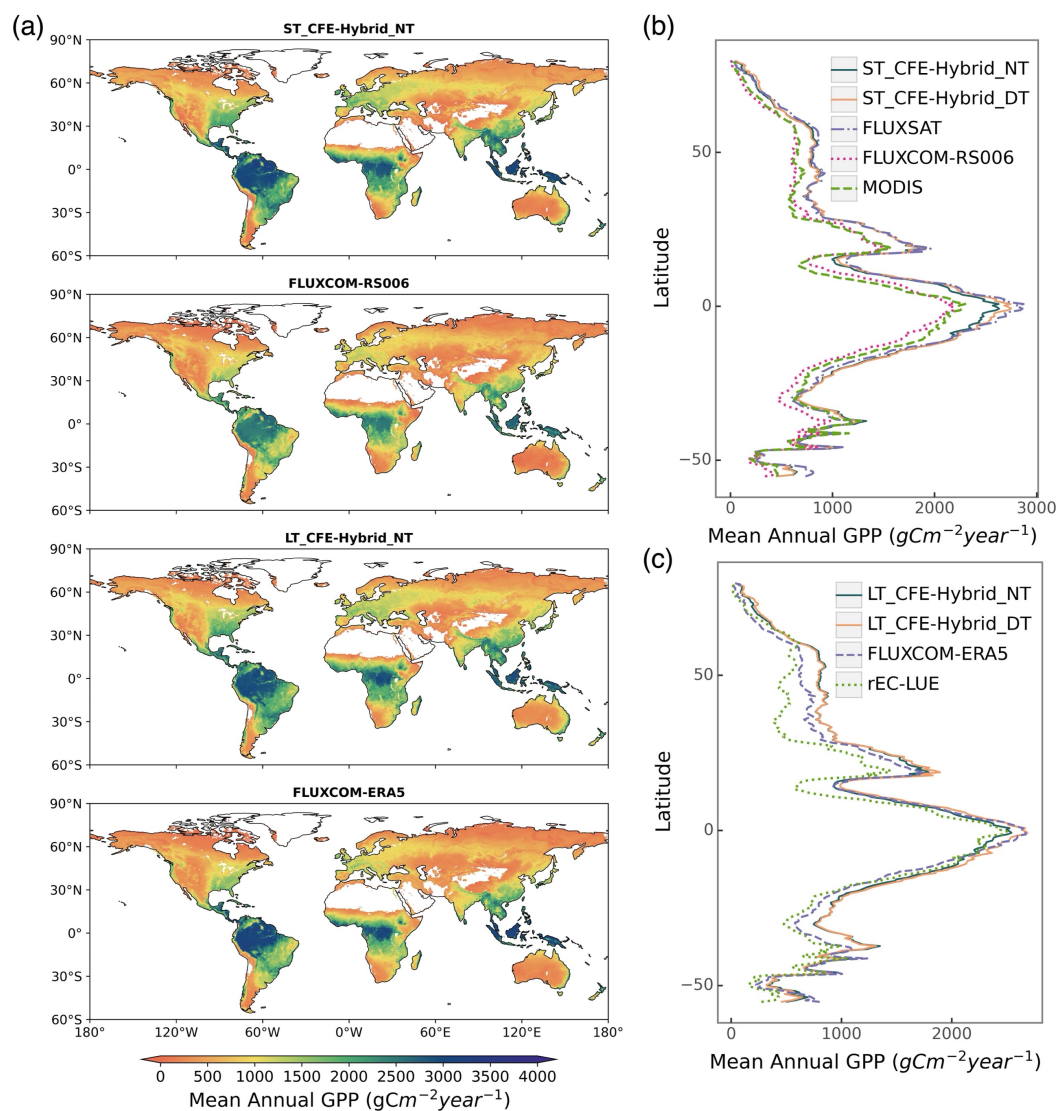 (a)
ST_CFE-Hybrid_NT
90°N
60°N
30°N
0°
30°S
60°S
FLUXCOM-RS006
90°N
60°N
30°N
0°
30°S
60°S
LT_CFE-Hybrid_NT
90°N
60°N
30°N
0°
30°S
60°S
FLUXCOM-ERA5
90°N
60°N
30°N
0°
30°S
60°S
180° 120°W 60°W 0°W 60°E 120°E 180°
0 500 1000 1500 2000 2500 3000 3500 4000
Mean Annual GPP (gCm⁻²year⁻¹)
(b)
ST_CFE-Hybrid_NT
ST_CFE-Hybrid_DT
FLUXSAT
FLUXCOM-RS006
MODIS
Latitude
50
0
−50
0 1000 2000 3000
Mean Annual GPP (gCm⁻²year⁻¹)
(c)
LT_CFE-Hybrid_NT
LT_CFE-Hybrid_DT
FLUXCOM-ERA5
rEC-LUE
Latitude
50
0
−50
0 1000 2000
Mean Annual GPP (gCm⁻²year⁻¹)